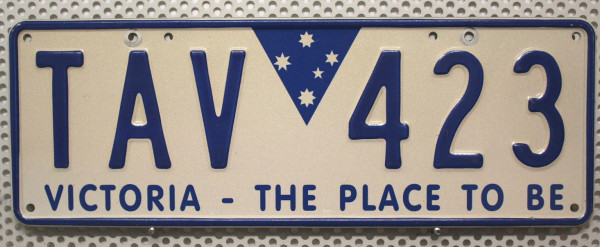 TAV 423
VICTORIA - THE PLACE TO BE